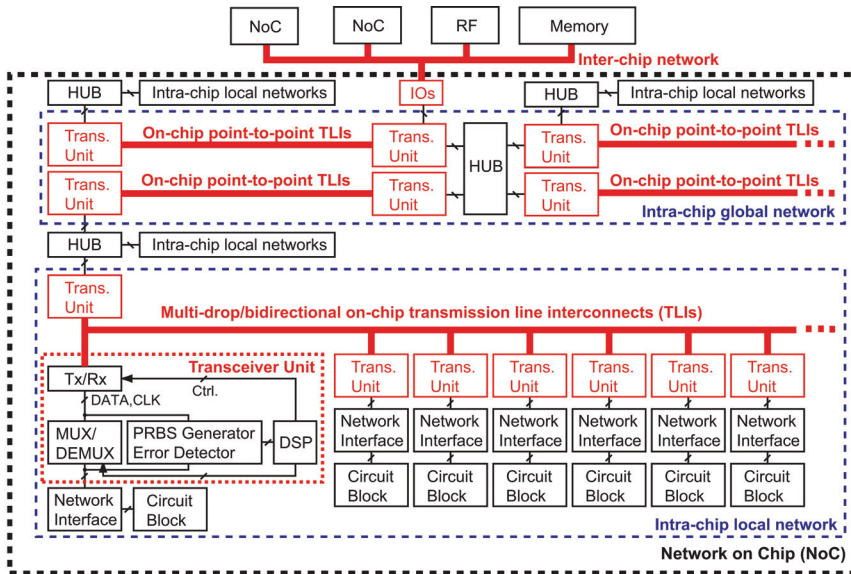 NoC
NoC
RF
Memory
Inter-chip network
HUB
Intra-chip local networks
IOs
HUB
Intra-chip local networks
Trans.
Unit
On-chip point-to-point TLIs
Trans.
Unit
HUB
Trans.
Unit
On-chip point-to-point TLIs
Trans.
Unit
On-chip point-to-point TLIs
Trans.
Unit
Trans.
Unit
On-chip point-to-point TLIs
Intra-chip global network
HUB
Intra-chip local networks
Trans.
Unit
Multi-drop/bidirectional on-chip transmission line interconnects (TLIs)
Transceiver Unit
Tx/Rx
Ctrl.
DATA,CLK
MUX/
DEMUX
PRBS Generator
Error Detector
DSP
Network
Interface
Circuit
Block
Trans.
Unit
Trans.
Unit
Trans.
Unit
Trans.
Unit
Trans.
Unit
Trans.
Unit
Network
Interface
Network
Interface
Network
Interface
Network
Interface
Network
Interface
Network
Interface
Circuit
Block
Circuit
Block
Circuit
Block
Circuit
Block
Circuit
Block
Circuit
Block
Intra-chip local network
Network on Chip (NoC)